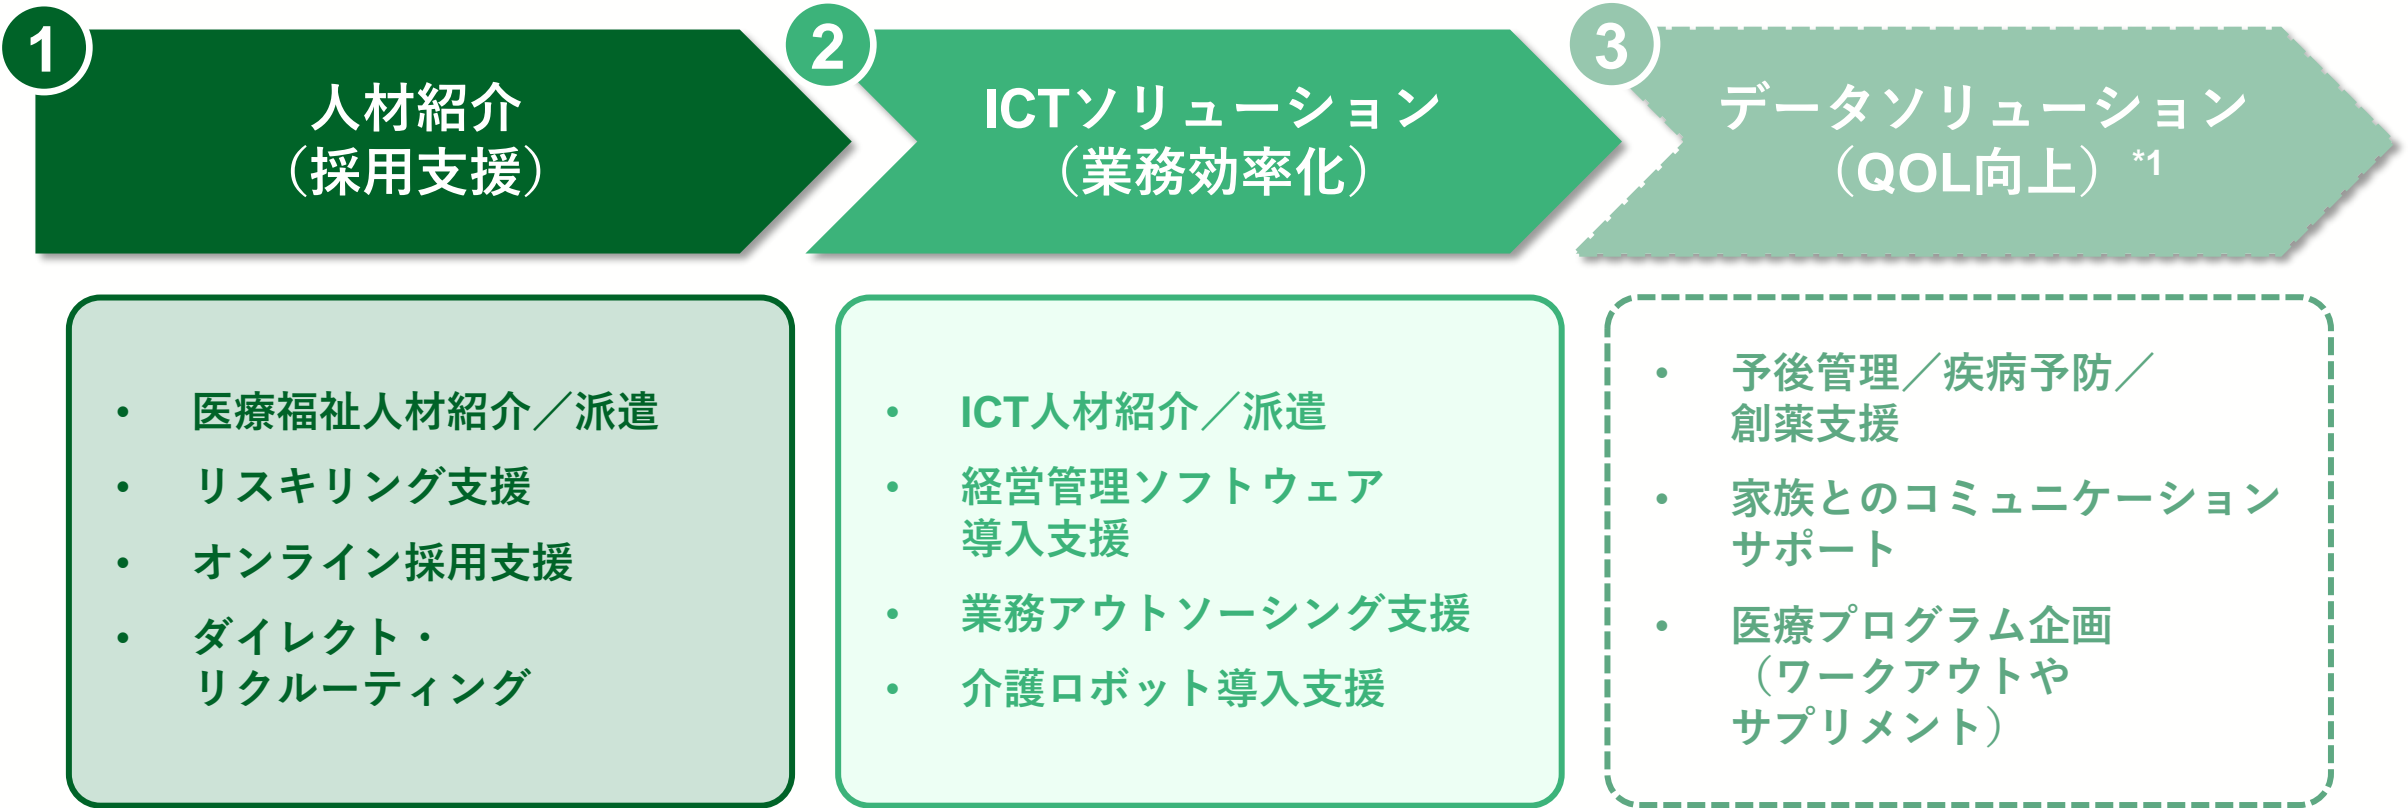 1
人材紹介
（採用支援）
• 医療福祉人材紹介／派遣
• リスキリング支援
• オンライン採用支援
• ダイレクト・
リクルーティング
2
ICTソリューション
（業務効率化）
• ICT人材紹介／派遣
• 経営管理ソフトウェア
導入支援
• 業務アウトソーシング支援
• 介護ロボット導入支援
3
データソリューション
（QOL向上）*1
• 予後管理／疾病予防／
創薬支援
• 家族とのコミュニケーション
サポート
• 医療プログラム企画
（ワークアウトや
サプリメント）